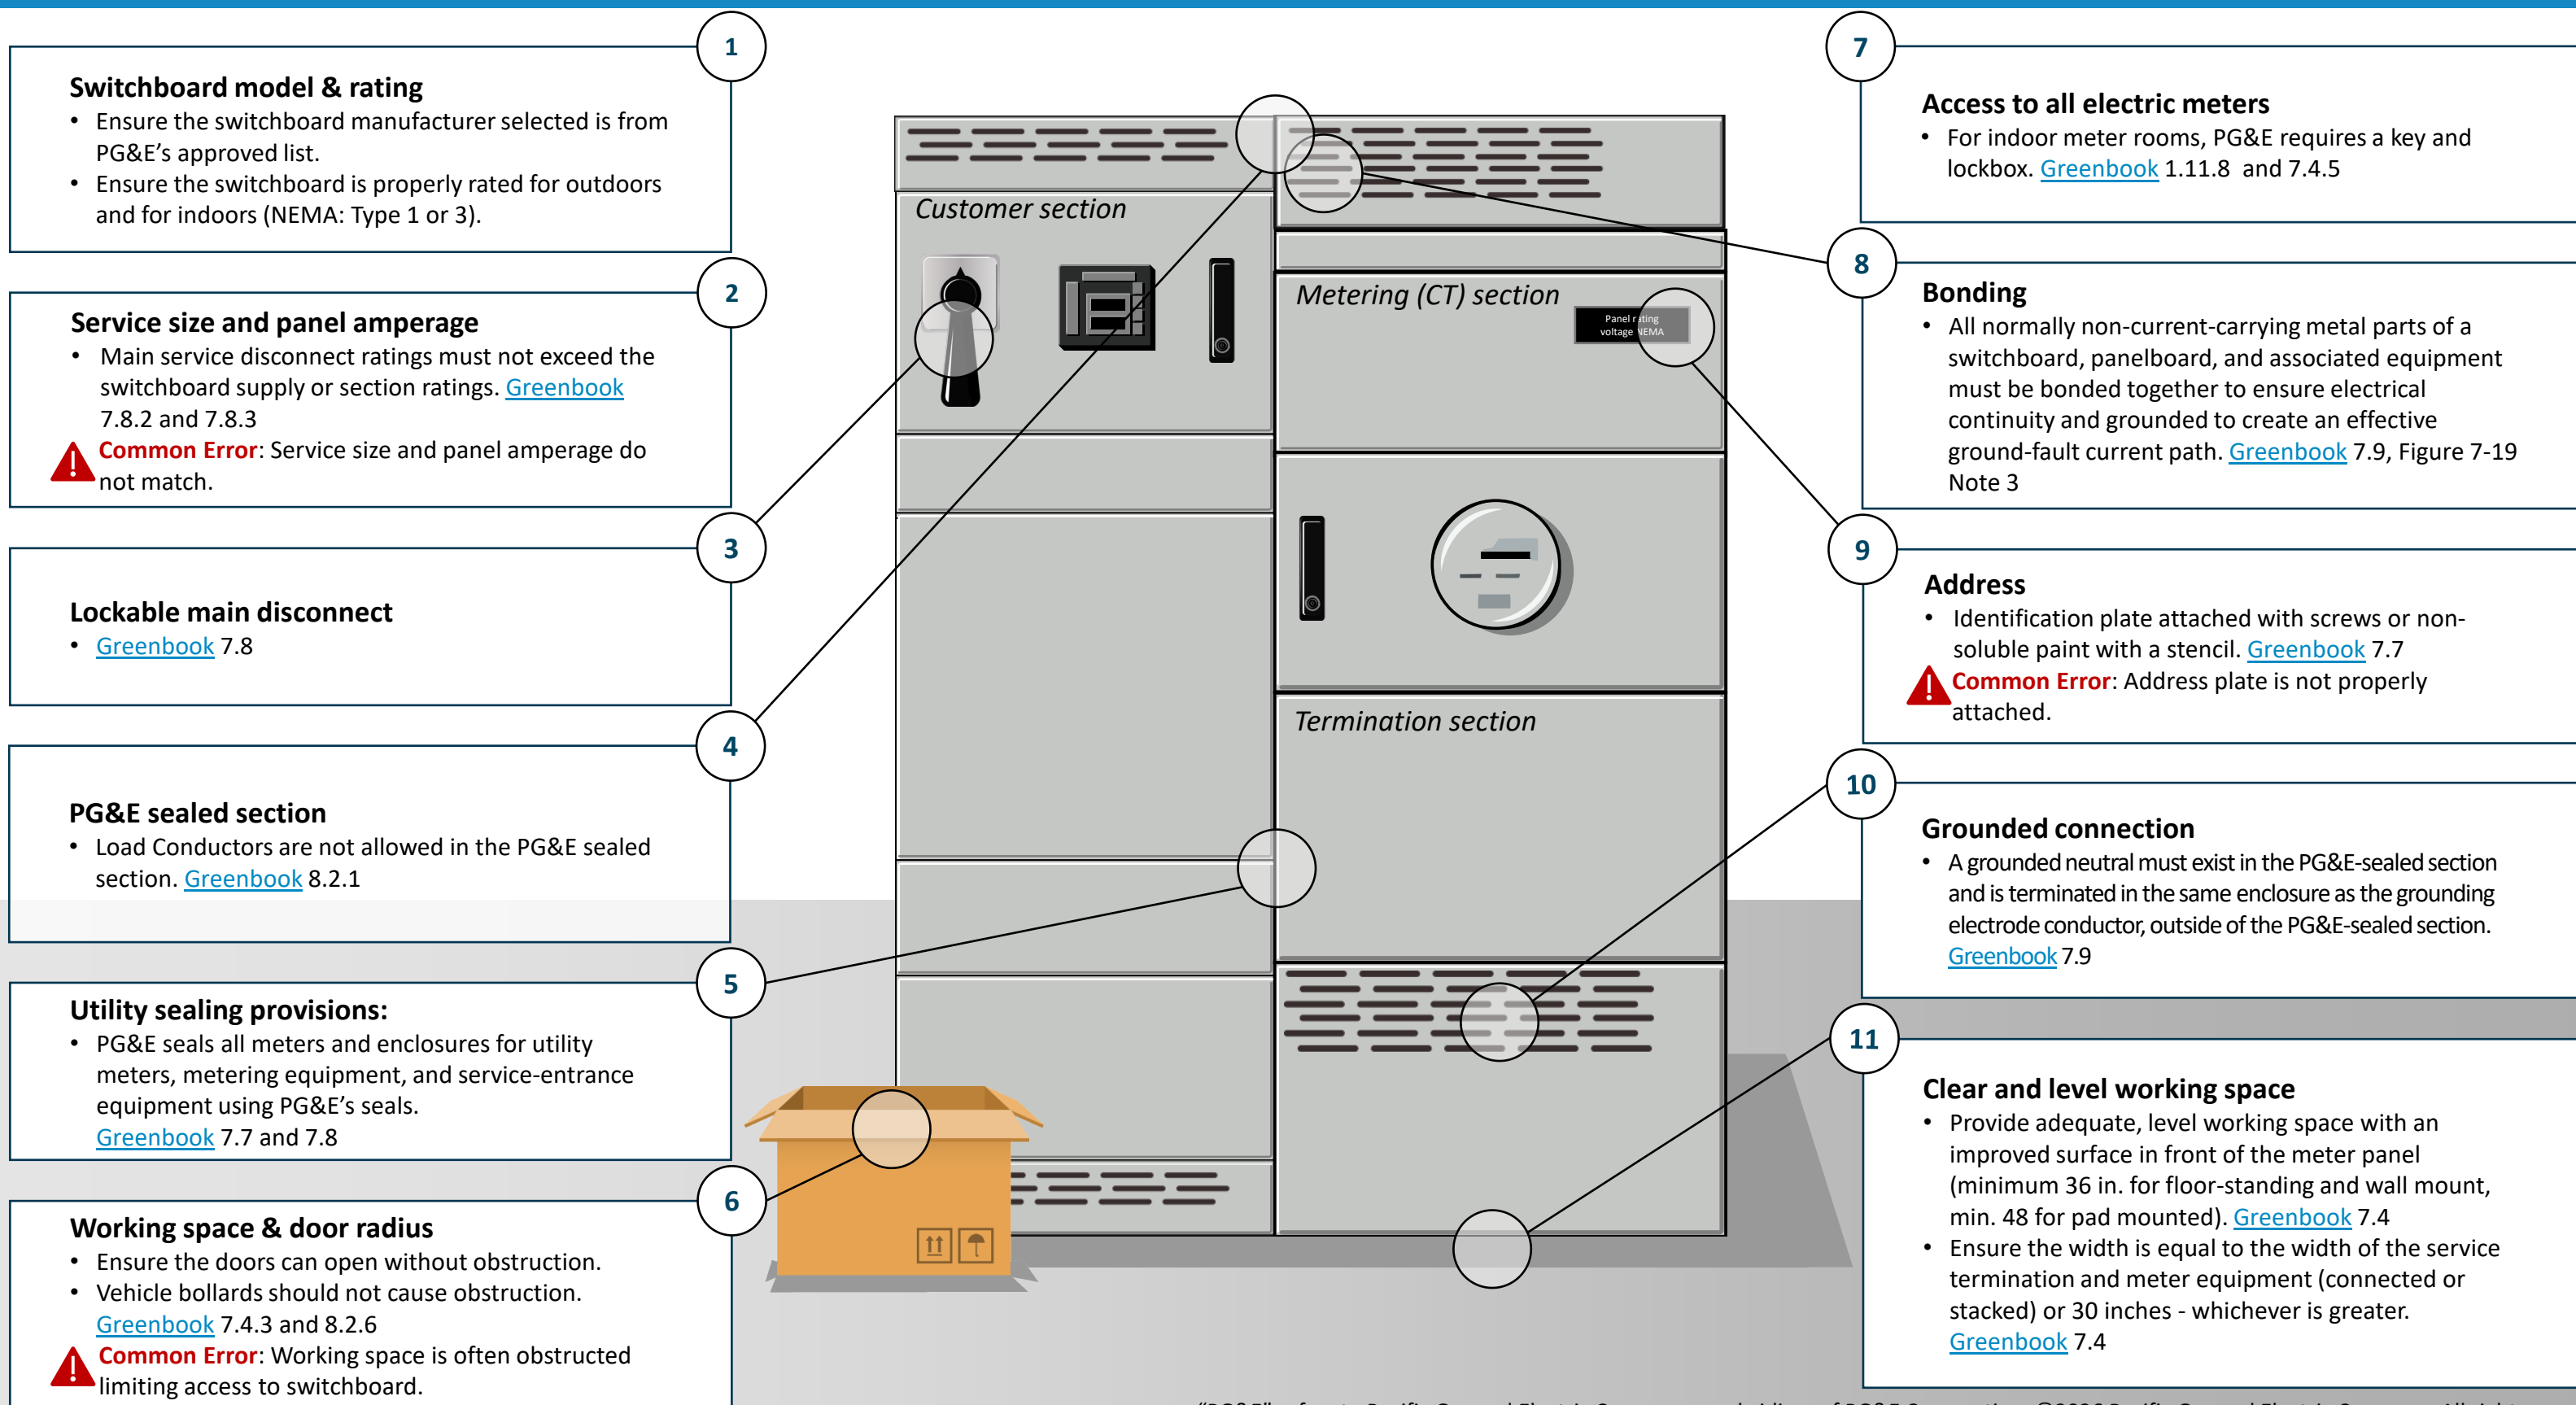 1
Switchboard model & rating
• Ensure the switchboard manufacturer selected is from
PG&E’s approved list.
• Ensure the switchboard is properly rated for outdoors
and for indoors (NEMA: Type 1 or 3).
2
Service size and panel amperage
• Main service disconnect ratings must not exceed the
switchboard supply or section ratings. Greenbook
7.8.2 and 7.8.3
Common Error: Service size and panel amperage do
not match.
3
Lockable main disconnect
• Greenbook 7.8
4
PG&E sealed section
• Load Conductors are not allowed in the PG&E sealed
section. Greenbook 8.2.1
5
Utility sealing provisions:
• PG&E seals all meters and enclosures for utility
meters, metering equipment, and service-entrance
equipment using PG&E’s seals.
Greenbook 7.7 and 7.8
6
Working space & door radius
• Ensure the doors can open without obstruction.
• Vehicle bollards should not cause obstruction.
Greenbook 7.4.3 and 8.2.6
Common Error: Working space is often obstructed
limiting access to switchboard.
Customer section
Metering (CT) section
Panel rating
voltage NEMA
Termination section
7
Access to all electric meters
• For indoor meter rooms, PG&E requires a key and
lockbox. Greenbook 1.11.8 and 7.4.5
8
Bonding
• All normally non-current-carrying metal parts of a
switchboard, panelboard, and associated equipment
must be bonded together to ensure electrical
continuity and grounded to create an effective
ground-fault current path. Greenbook 7.9, Figure 7-19
Note 3
9
Address
• Identification plate attached with screws or non-
soluble paint with a stencil. Greenbook 7.7
Common Error: Address plate is not properly
attached.
10
Grounded connection
• A grounded neutral must exist in the PG&E-sealed section
and is terminated in the same enclosure as the grounding
electrode conductor, outside of the PG&E-sealed section.
Greenbook 7.9
11
Clear and level working space
• Provide adequate, level working space with an
improved surface in front of the meter panel
(minimum 36 in. for floor-standing and wall mount,
min. 48 for pad mounted). Greenbook 7.4
• Ensure the width is equal to the width of the service
termination and meter equipment (connected or
stacked) or 30 inches - whichever is greater.
Greenbook 7.4